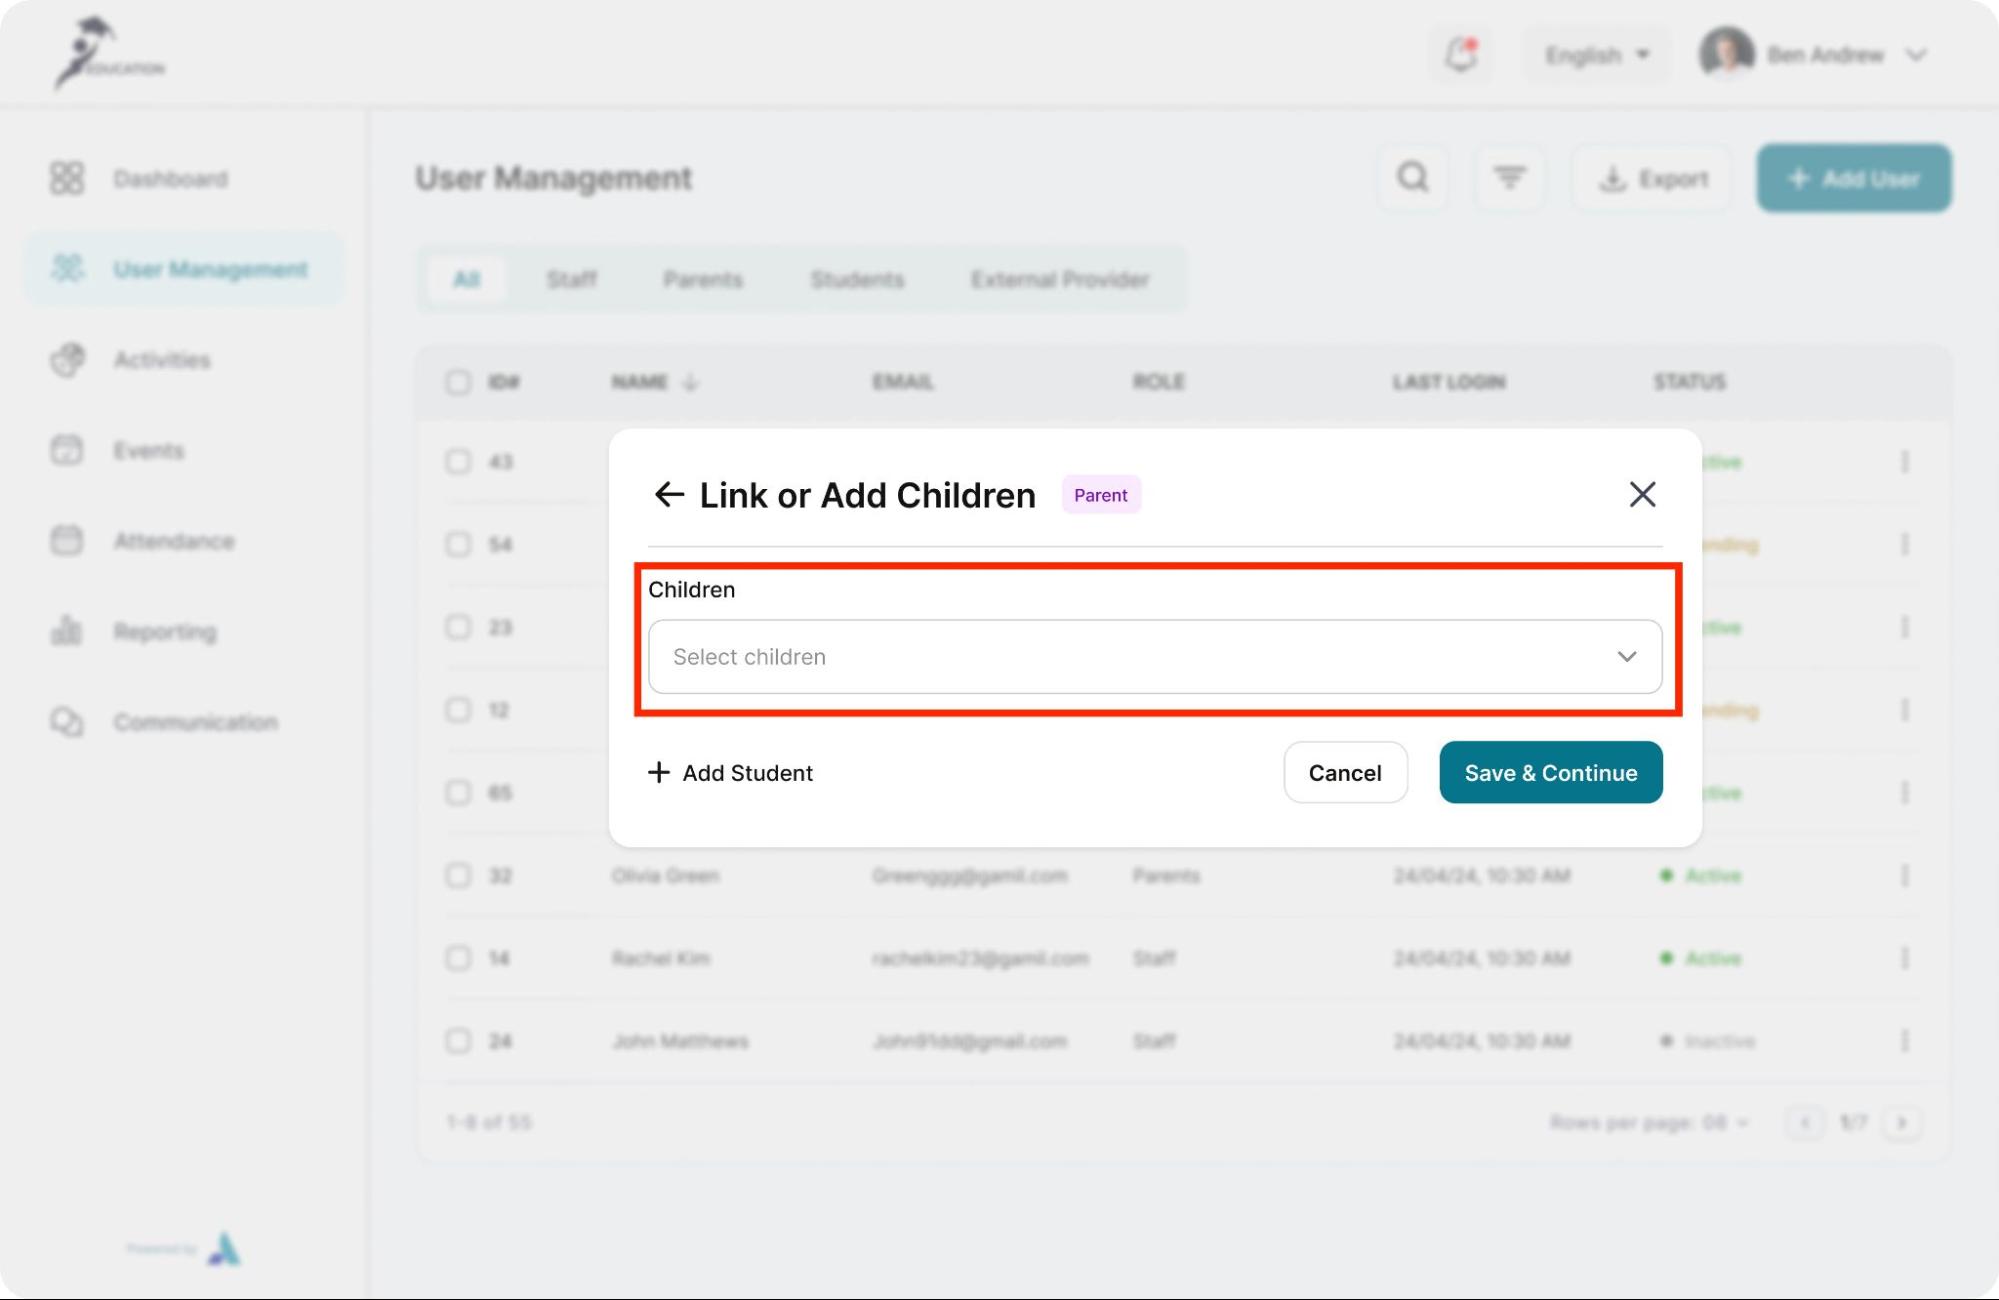 EDUCATION
English
Ben Andrew
Dashboard
User Management
Activities
Events
Attendance
Reporting
Communication
User Management
Export
+ Add User
All
Staff
Parents
Students
External Provider
ID#
NAME
EMAIL
ROLE
LAST LOGIN
STATUS
43
ctive
54
ending
23
ctive
12
ending
65
ctive
Link or Add Children
Parent
Children
Select children
+ Add Student
Cancel
Save & Continue
32 Olivia Green Greenggg@gamil.com Parents 24/04/24, 10:30 AM Active
14 Rachel Kim rachelkim23@gamil.com Staff 24/04/24, 10:30 AM Active
24 John Matthews John91dd@gmail.com Staff 24/04/24, 10:30 AM Inactive
1-8 of 55
Rows per page: 08
1/7
Powered by